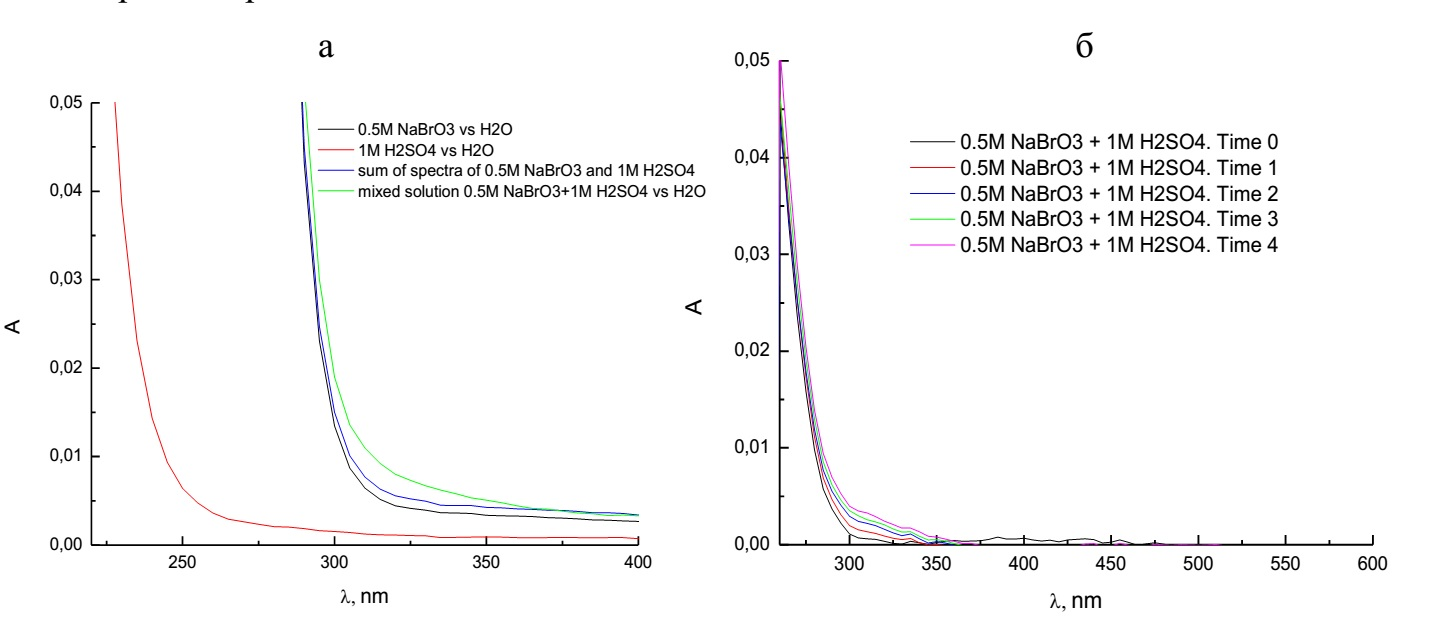 а
0,05
0,04
0,03
0,02
0,01
0,00
A
250
300
350
400
λ, nm
0.5M NaBrO3 vs H2O
1M H2SO4 vs H2O
sum of spectra of 0.5M NaBrO3 and 1M H2SO4
mixed solution 0.5M NaBrO3+1M H2SO4 vs H2O
б
0,05
0,04
0,03
0,02
0,01
0,00
A
300
350
400
450
500
550
600
λ, nm
0.5M NaBrO3 + 1M H2SO4. Time 0
0.5M NaBrO3 + 1M H2SO4. Time 1
0.5M NaBrO3 + 1M H2SO4. Time 2
0.5M NaBrO3 + 1M H2SO4. Time 3
0.5M NaBrO3 + 1M H2SO4. Time 4